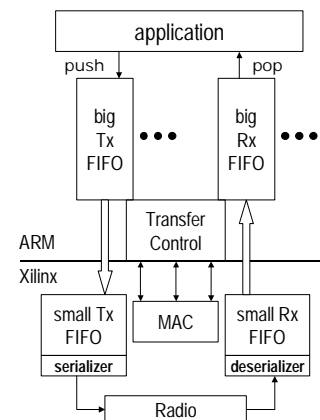 application
push
pop
big
Tx
FIFO
big
Rx
FIFO
Transfer
Control
ARM
Xilinx
small Tx
FIFO
serializer
MAC
small Rx
FIFO
deserializer
Radio